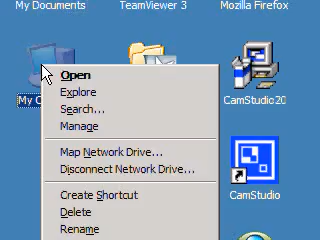 My Documents
TeamViewer 3
Mozilla Firefox
My C
Open
Explore
Search...
Manage
Map Network Drive...
Disconnect Network Drive...
Create Shortcut
Delete
Rename
CamStudio20
CamStudio